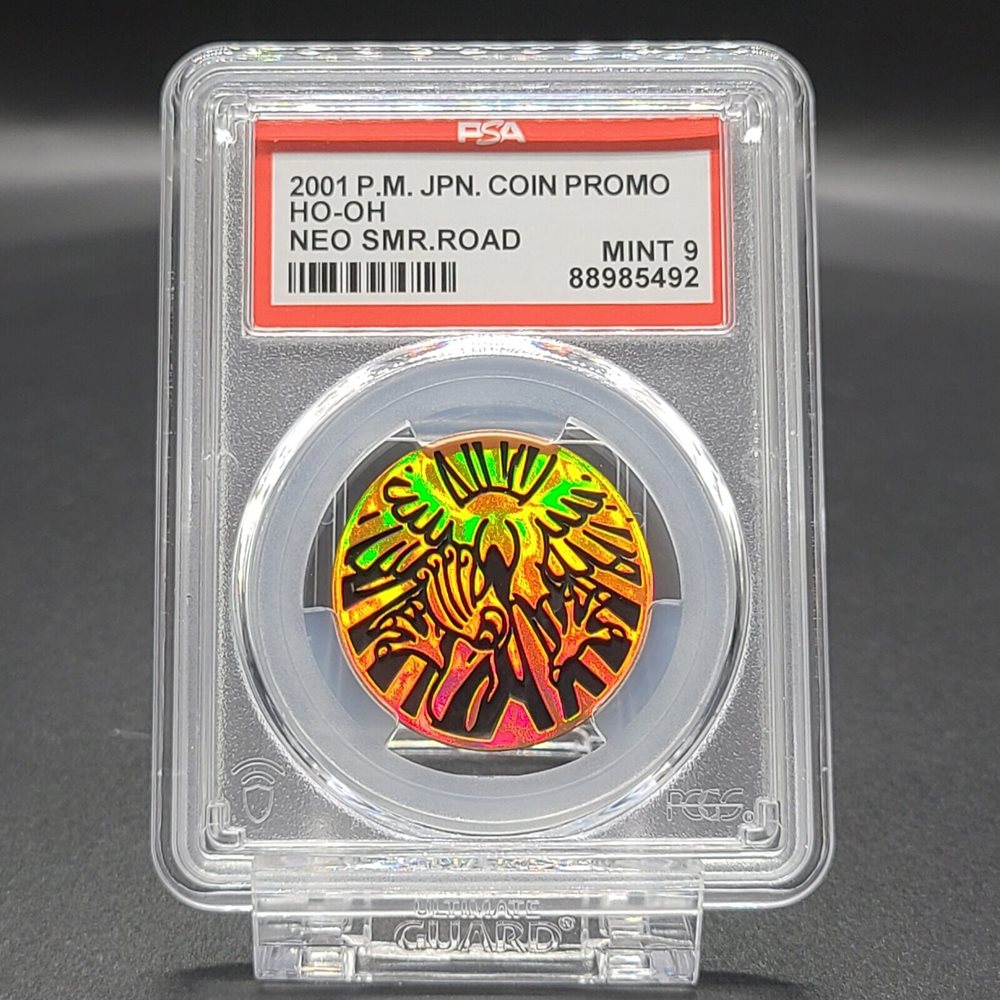 PSA
2001 P.M. JPN. COIN PROMO
HO-OH
NEO SMR.ROAD
MINT 9
88985492
PCGS
ULTIMATE
GUARD®